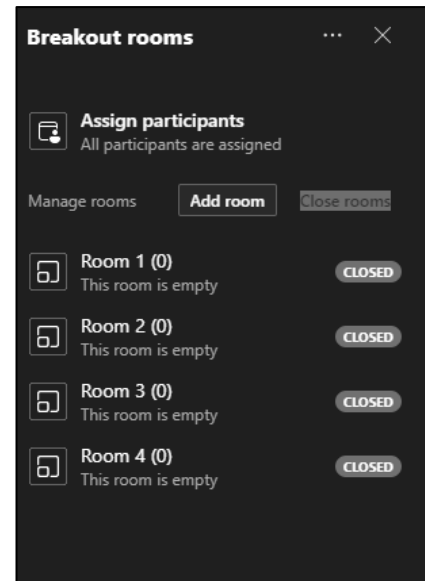 Breakout rooms
Assign participants
All participants are assigned
Manage rooms Add room Close rooms
Room 1 (0)
This room is empty
CLOSED
Room 2 (0)
This room is empty
CLOSED
Room 3 (0)
This room is empty
CLOSED
Room 4 (0)
This room is empty
CLOSED